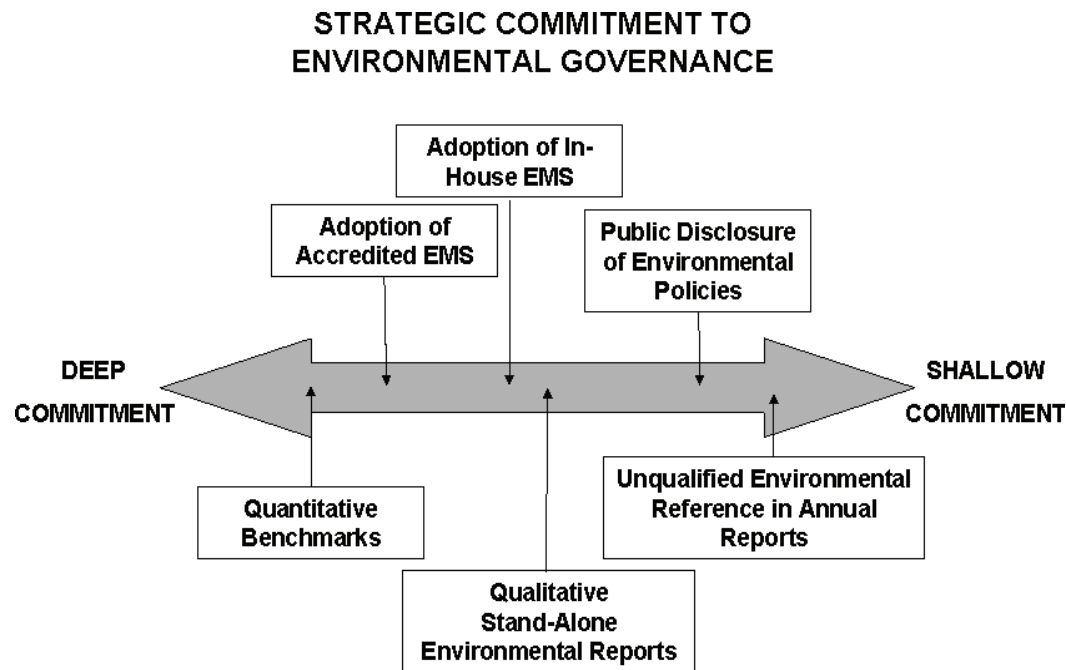 STRATEGIC COMMITMENT TO
ENVIRONMENTAL GOVERNANCE
Adoption of In-
House EMS
Adoption of
Accredited EMS
Public Disclosure
of Environmental
Policies
DEEP
COMMITMENT
SHALLOW
COMMITMENT
Quantitative
Benchmarks
Unqualified Environmental
Reference in Annual
Reports
Qualitative
Stand-Alone
Environmental Reports